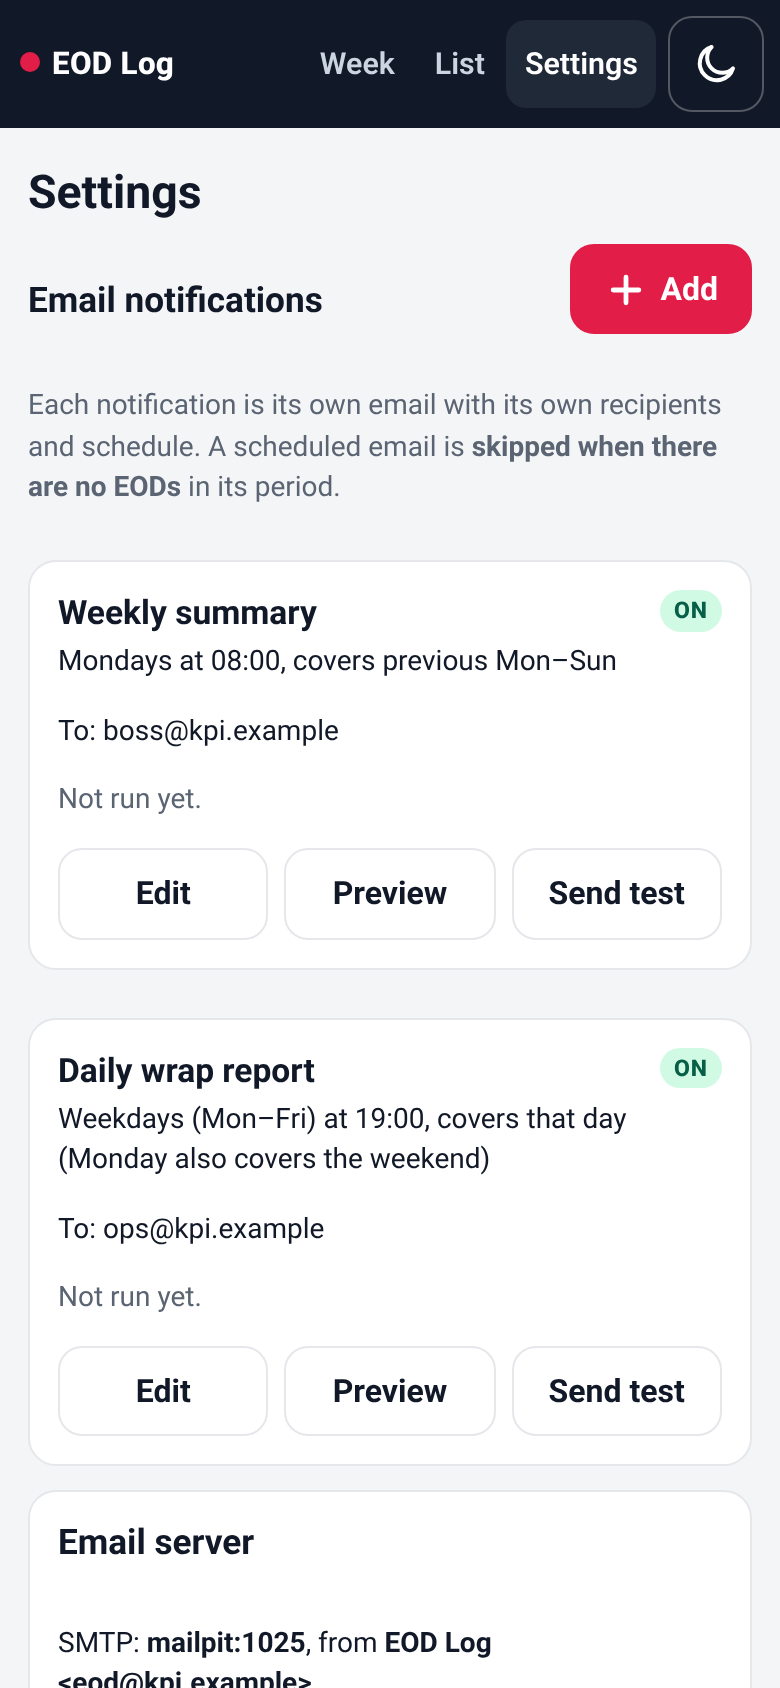 EOD Log Week List Settings
Settings
Email notifications
+ Add
Each notification is its own email with its own recipients
and schedule. A scheduled email is skipped when there
are no EODs in its period.
Weekly summary ON
Mondays at 08:00, covers previous Mon–Sun
To: boss@kpi.example
Not run yet.
Edit Preview Send test
Daily wrap report ON
Weekdays (Mon–Fri) at 19:00, covers that day
(Monday also covers the weekend)
To: ops@kpi.example
Not run yet.
Edit Preview Send test
Email server
SMTP: mailpit:1025, from EOD Log
<eod@kpi.example>